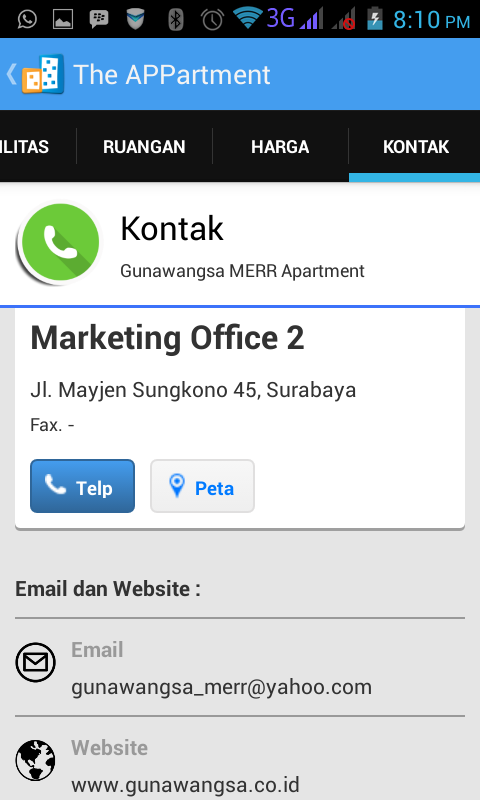 3G 8:10 PM
The APPartment
ILITAS RUANGAN HARGA KONTAK
Kontak
Gunawangsa MERR Apartment
Marketing Office 2
Jl. Mayjen Sungkono 45, Surabaya
Fax. -
Telp Peta
Email dan Website :
Email
gunawangsa_merr@yahoo.com
Website
www.gunawangsa.co.id